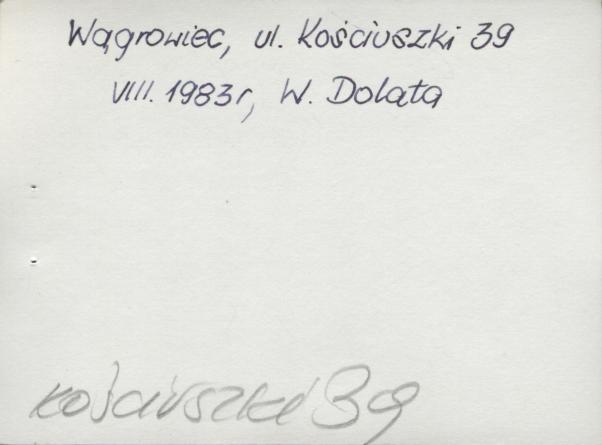 Wągrowiec, ul. Kościuszki 39
VIII. 1983r, W. Dolata
Kościuszki 39